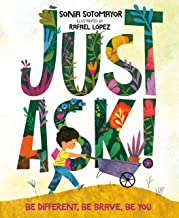 SONIA SOTOMAYOR
ILLUSTRATED BY
RAFAEL LÓPEZ
JUST
ASK!
BE DIFFERENT, BE BRAVE, BE YOU